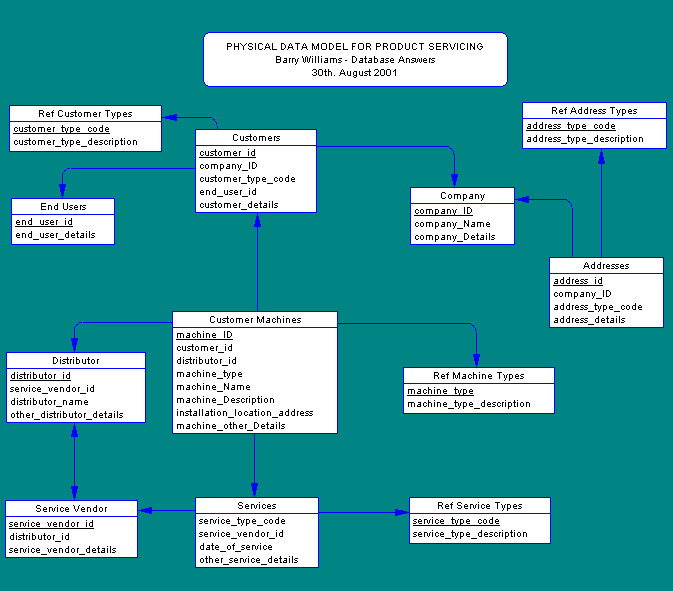 PHYSICAL DATA MODEL FOR PRODUCT SERVICING
Barry Williams - Database Answers
30th. August 2001
Ref Customer Types
customer_type_code
customer_type_description
Customers
customer_id
company_ID
customer_type_code
end_user_id
customer_details
Ref Address Types
address_type_code
address_type_description
End Users
end_user_id
end_user_details
Company
company_ID
company_Name
company_Details
Addresses
address_id
company_ID
address_type_code
address_details
Customer Machines
machine_ID
customer_id
distributor_id
machine_type
machine_Name
machine_Description
installation_location_address
machine_other_Details
Distributor
distributor_id
service_vendor_id
distributor_name
other_distributor_details
Ref Machine Types
machine_type
machine_type_description
Service Vendor
service_vendor_id
distributor_id
service_vendor_details
Services
service_type_code
service_vendor_id
date_of_service
other_service_details
Ref Service Types
service_type_code
service_type_description